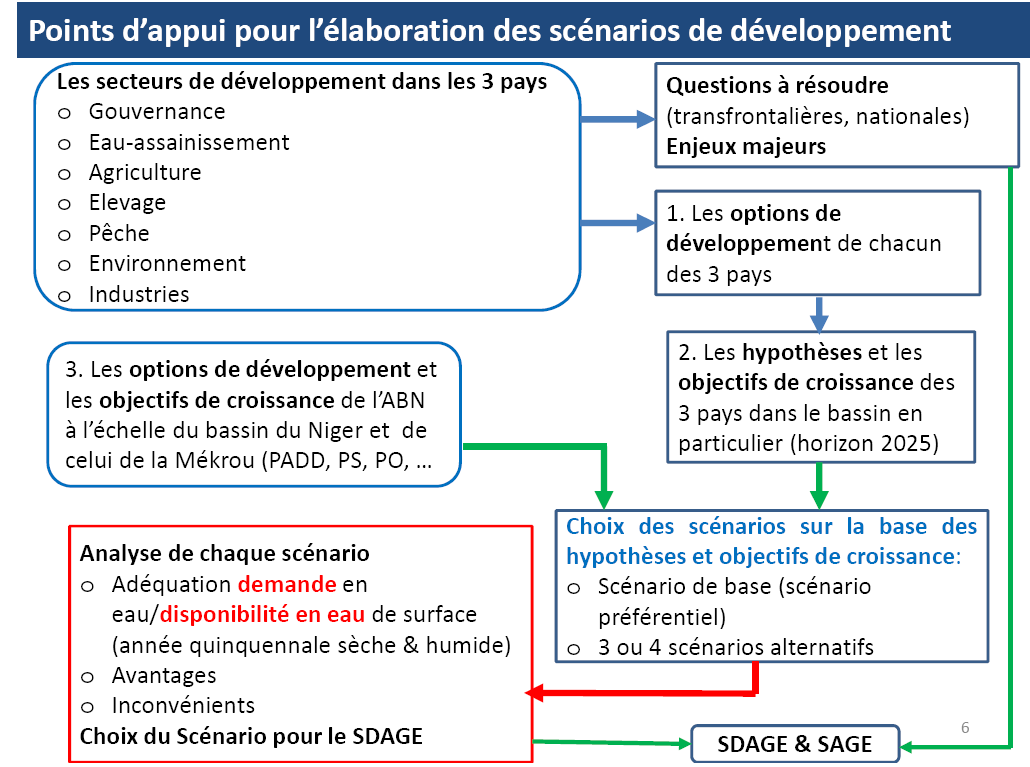 Points d’appui pour l’élaboration des scénarios de développement
Les secteurs de développement dans les 3 pays
o Gouvernance
o Eau-assainissement
o Agriculture
o Elevage
o Pêche
o Environnement
o Industries
Questions à résoudre
(transfrontalières, nationales)
Enjeux majeurs
1. Les options de
développement de chacun
des 3 pays
2. Les hypothèses et les
objectifs de croissance des
3 pays dans le bassin en
particulier (horizon 2025)
3. Les options de développement et
les objectifs de croissance de l’ABN
à l’échelle du bassin du Niger et de
celui de la Mékrou (PADD, PS, PO, …
Choix des scénarios sur la base des
hypothèses et objectifs de croissance:
o Scénario de base (scénario
préférentiel)
o 3 ou 4 scénarios alternatifs
Analyse de chaque scénario
o Adéquation demande en
eau/disponibilité en eau de surface
(année quinquennale sèche & humide)
o Avantages
o Inconvénients
Choix du Scénario pour le SDAGE
SDAGE & SAGE
6